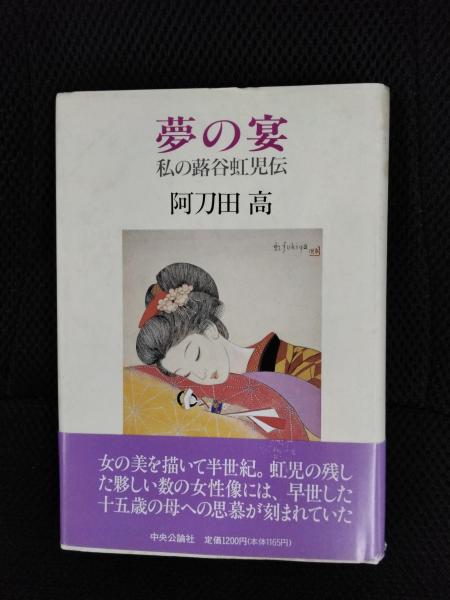 夢の宴
私の蕗谷虹児伝
阿刀田 高
虹 fukiya
女の美を描いて半世紀。虹児の残し
た夥しい数の女性像には、早世した
十五歳の母への思慕が刻まれていた
中央公論社 定価1200円(本体1165円)